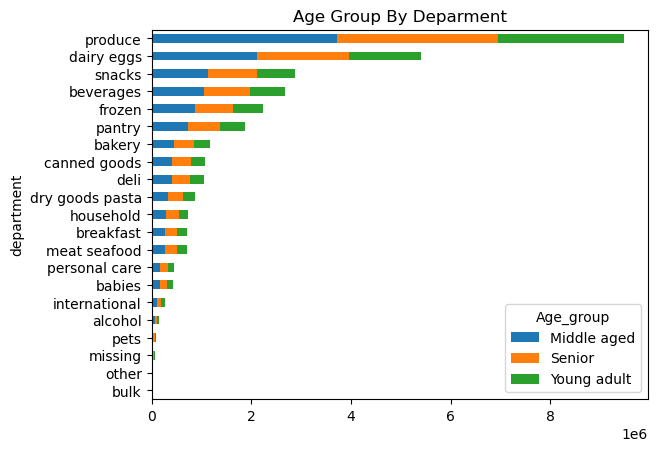 Age Group By Deparment
produce
dairy eggs
snacks
beverages
frozen
pantry
bakery
canned goods
deli
dry goods pasta
household
breakfast
meat seafood
personal care
babies
international
alcohol
pets
missing
other
bulk
department
Age_group
Middle aged
Senior
Young adult
0 2 4 6 8
1e6